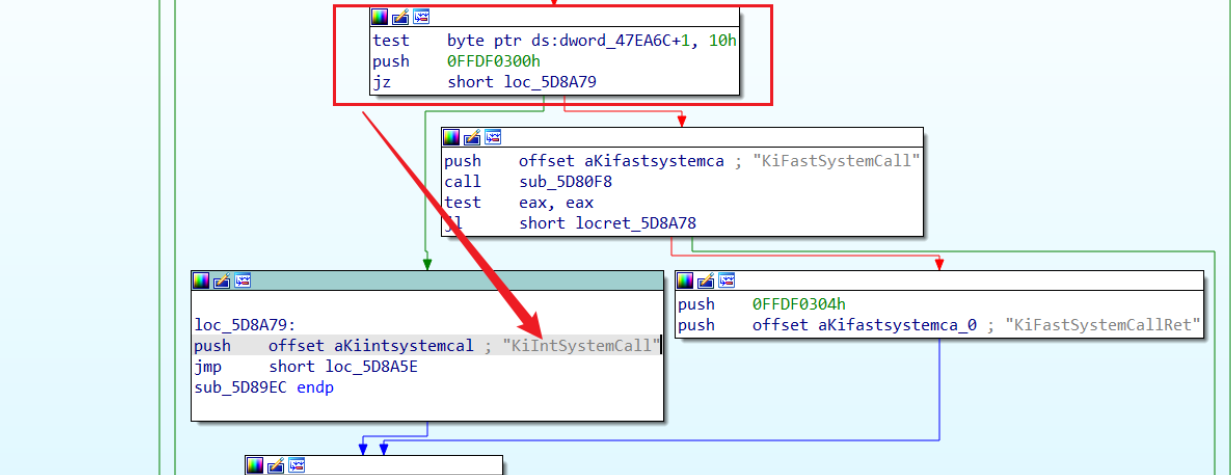 test byte ptr ds:dword_47EA6C+1, 10h
push 0FFDF0300h
jz short loc_5D8A79
push offset aKifastsystemca ; "KiFastSystemCall"
call sub_5D80F8
test eax, eax
jl short locret_5D8A78
loc_5D8A79:
push offset aKiintsystemcal ; "KiIntSystemCall"
jmp short loc_5D8A5E
sub_5D89EC endp
push 0FFDF0304h
push offset aKifastsystemca_0 ; "KiFastSystemCallRet"